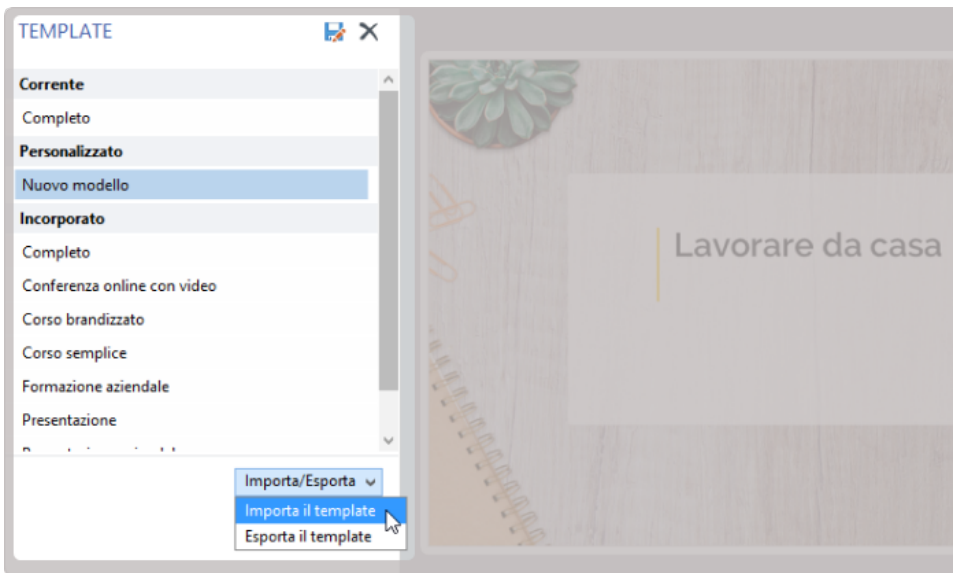 TEMPLATE
Corrente
Completo
Personalizzato
Nuovo modello
Incorporato
Completo
Conferenza online con video
Corso brandizzato
Corso semplice
Formazione aziendale
Presentazione
Importa/Esporta
Importa il template
Esporta il template
Lavorare da casa